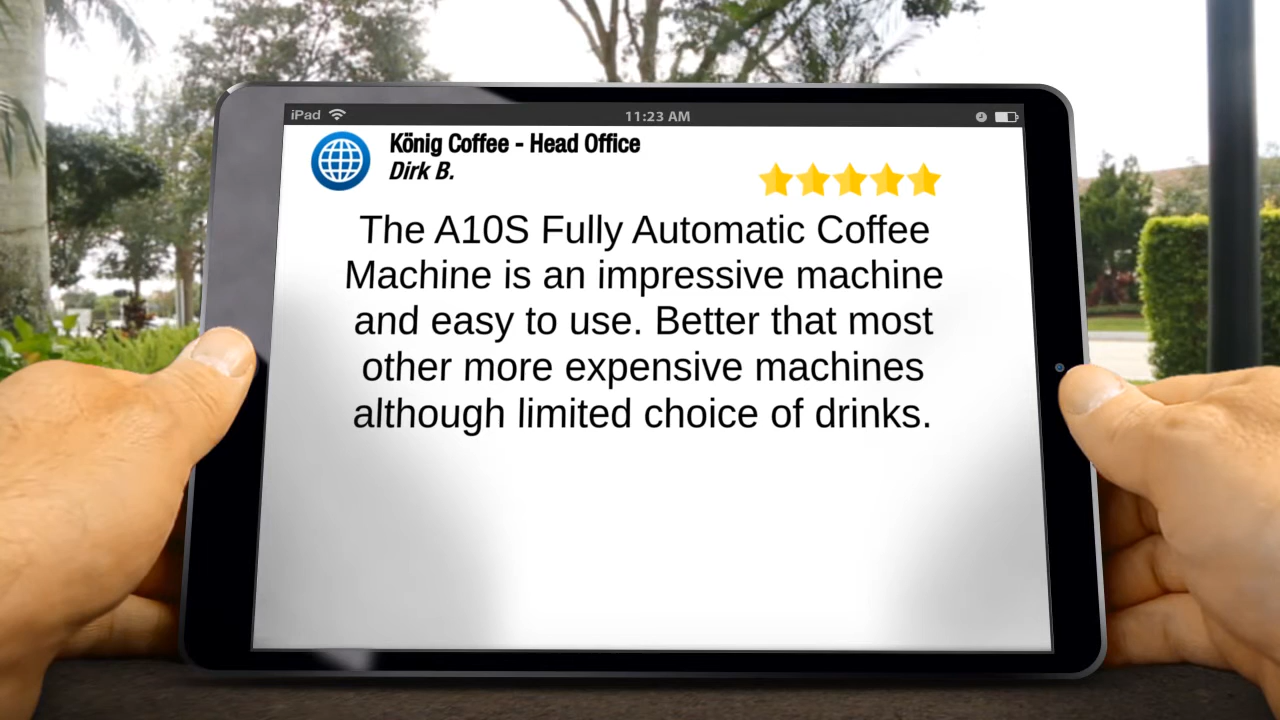 iPad 11:23 AM
König Coffee - Head Office
Dirk B.
The A10S Fully Automatic Coffee
Machine is an impressive machine
and easy to use. Better that most
other more expensive machines
although limited choice of drinks.